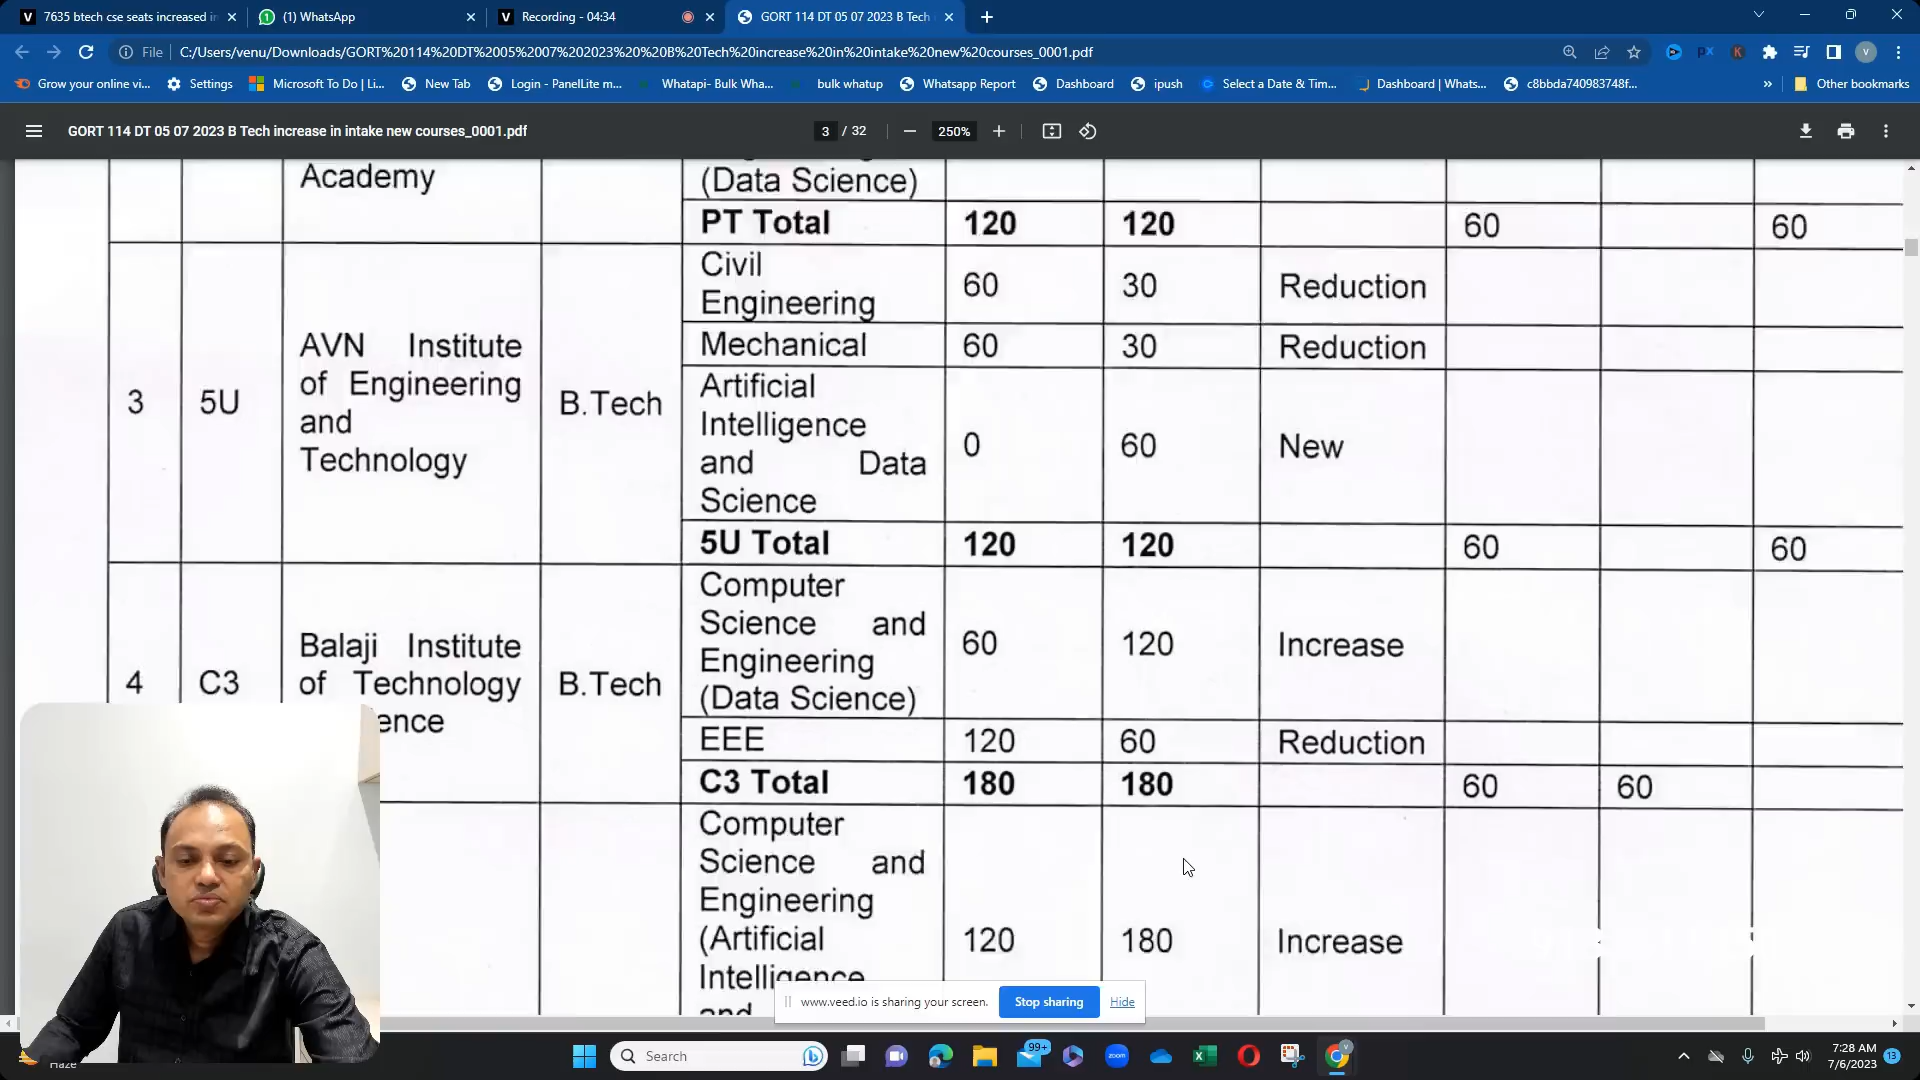 7635 btech cse seats increased in
(1) WhatsApp
Recording - 04:34
GORT 114 DT 05 07 2023 B Tech
File
C:/Users/venu/Downloads/GORT%20114%20DT%2005%2007%202023%20%20B%20Tech%20increase%20in%20intake%20new%20courses_0001.pdf
Grow your online vi...
Settings
Microsoft To Do | Li...
New Tab
Login - PanelLite m...
Whatapi- Bulk Wha...
bulk whatup
Whatsapp Report
Dashboard
ipush
Select a Date & Tim...
Dashboard | Whats...
c8bbda740983748f...
»
Other bookmarks
GORT 114 DT 05 07 2023 B Tech increase in intake new courses_0001.pdf
3 / 32
250%
Academy
(Data Science)
PT Total 120 120 60 60
3 5U
AVN Institute
of Engineering
and
Technology
B.Tech
Civil
Engineering
60 30 Reduction
Mechanical 60 30 Reduction
Artificial
Intelligence
and Data
Science
0 60 New
5U Total 120 120 60 60
4 C3
Balaji Institute
of Technology
ence
B.Tech
Computer
Science and
Engineering
(Data Science)
60 120 Increase
EEE 120 60 Reduction
C3 Total 180 180 60 60
Computer
Science and
Engineering
(Artificial
Intelligence
and
120 180 Increase
www.veed.io is sharing your screen.
Stop sharing
Hide
Haze
Search
99+
zoom
7:28 AM
7/6/2023
13